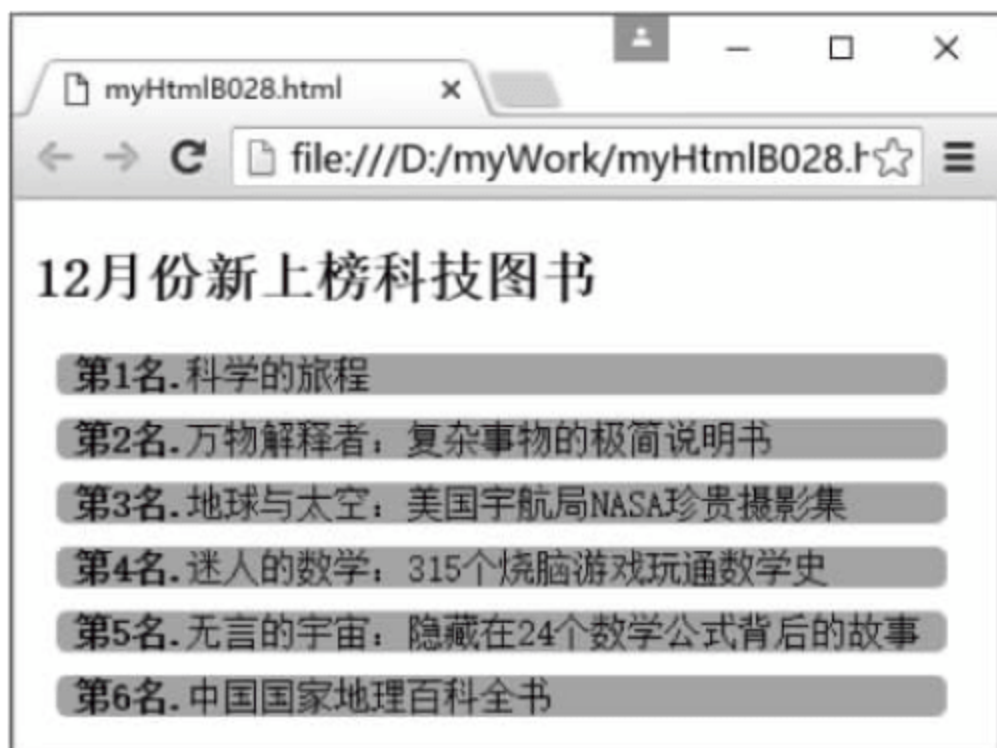 myHtmlB028.html
file:///D:/myWork/myHtmlB028.h
12月份新上榜科技图书
第1名.科学的旅程
第2名.万物解释者：复杂事物的极简说明书
第3名.地球与太空：美国宇航局NASA珍贵摄影集
第4名.迷人的数学：315个烧脑游戏玩通数学史
第5名.无言的宇宙：隐藏在24个数学公式背后的故事
第6名.中国国家地理百科全书